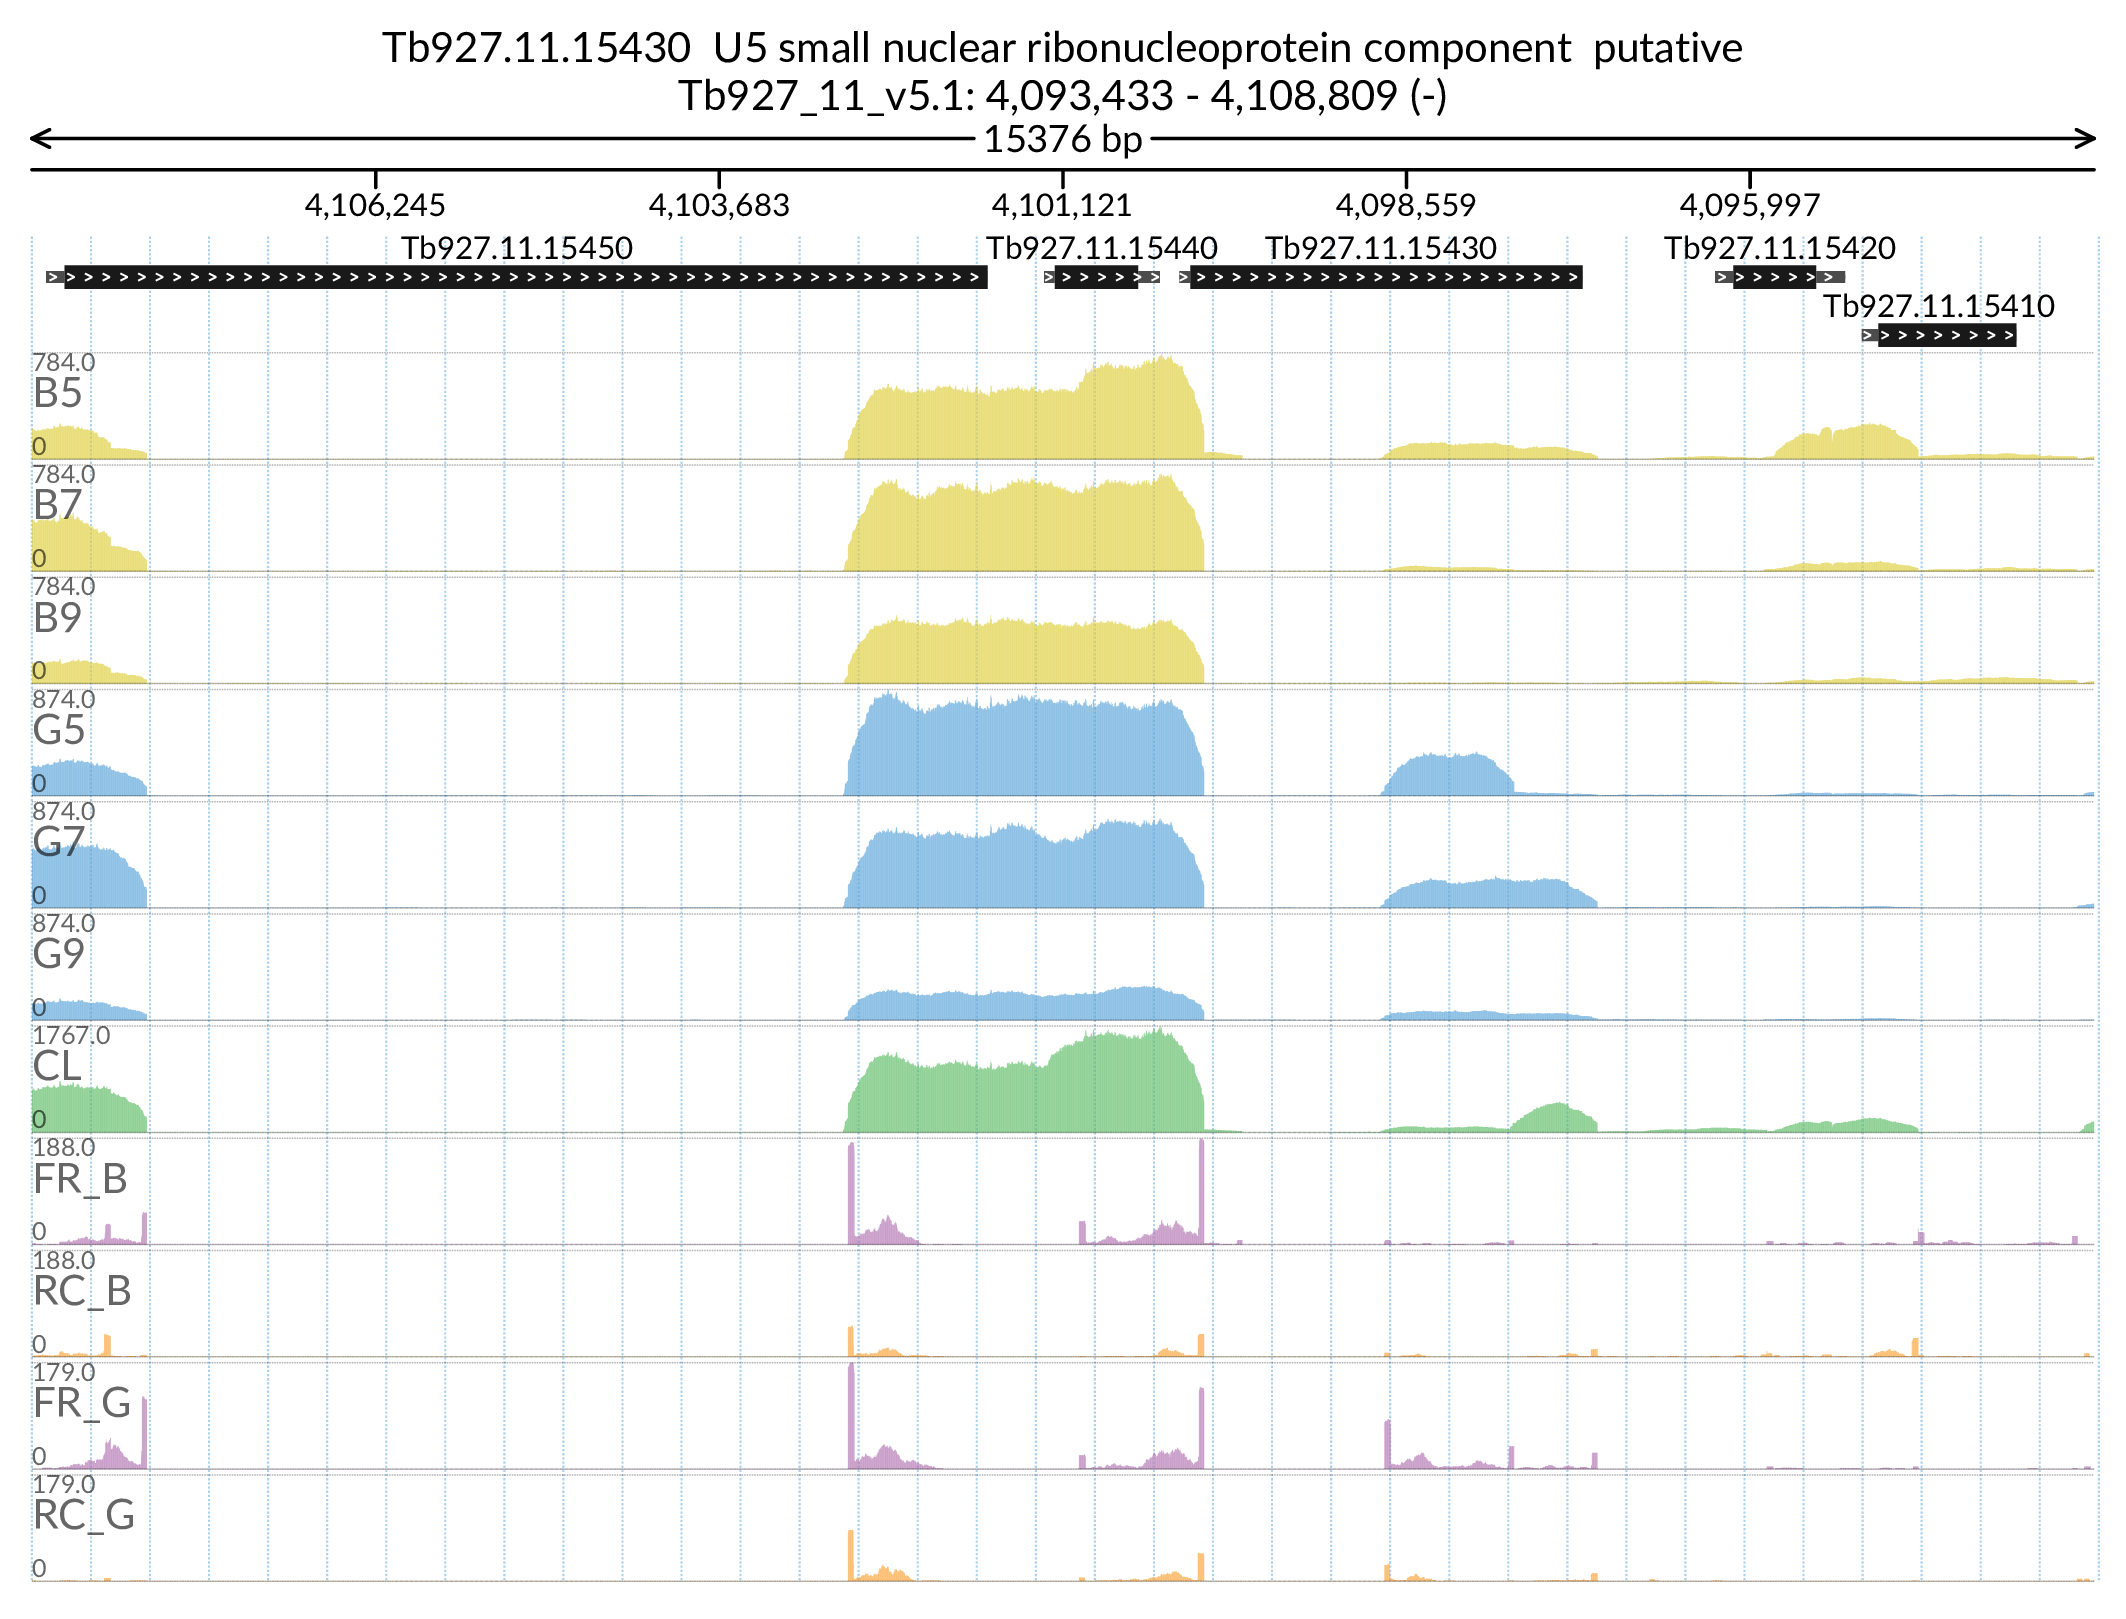 Tb927.11.15430  U5 small nuclear ribonucleoprotein component  putative
Tb927_11_v5.1: 4,093,433 - 4,108,809 (-)
15376 bp
4,106,245 4,103,683 4,101,121 4,098,559 4,095,997
Tb927.11.15450 Tb927.11.15440 Tb927.11.15430 Tb927.11.15420
Tb927.11.15410
784.0
B5
0
784.0
B7
0
784.0
B9
0
874.0
G5
0
874.0
G7
0
874.0
G9
0
1767.0
CL
0
188.0
FR_B
0
188.0
RC_B
0
179.0
FR_G
0
179.0
RC_G
0